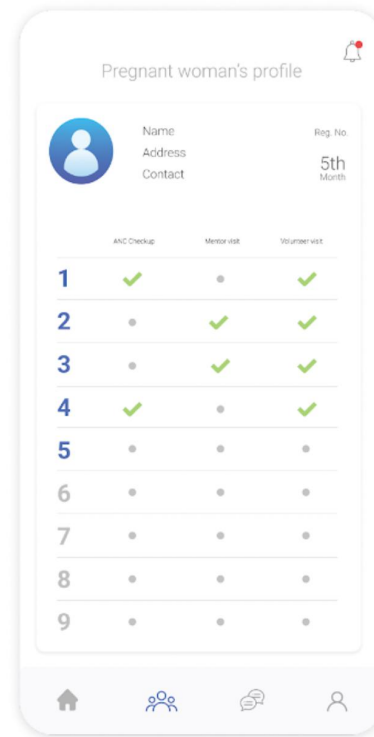 Pregnant woman's profile
Name
Address
Contact
Reg. No.
5th
Month
ANC Checkup Mentor visit Volunteer visit
1
2
3
4
5
6
7
8
9